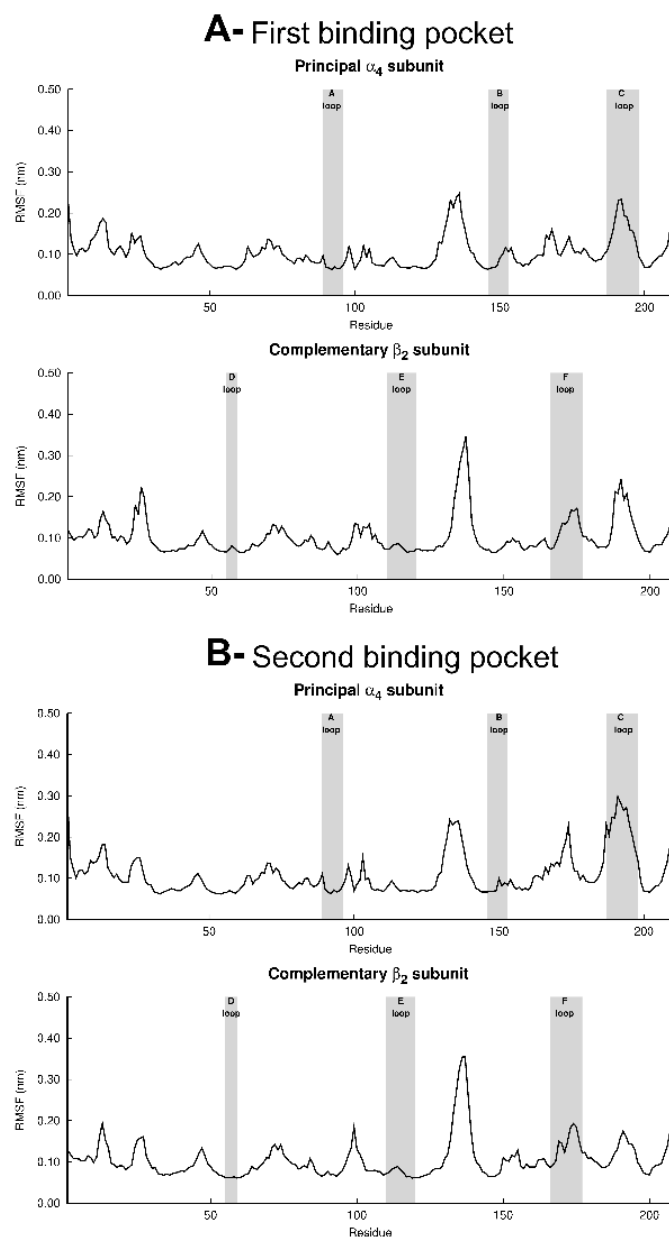 A- First binding pocket
Principal α4 subunit
A
loop
B
loop
C
loop
0.50
0.40
0.30
0.20
0.10
0.00
RMSF (nm)
50
100
150
200
Residue
Complementary β2 subunit
D
loop
E
loop
F
loop
0.50
0.40
0.30
0.20
0.10
0.00
RMSF (nm)
50
100
150
200
Residue
B- Second binding pocket
Principal α4 subunit
A
loop
B
loop
C
loop
0.50
0.40
0.30
0.20
0.10
0.00
RMSF (nm)
50
100
150
200
Residue
Complementary β2 subunit
D
loop
E
loop
F
loop
0.50
0.40
0.30
0.20
0.10
0.00
RMSF (nm)
50
100
150
200
Residue